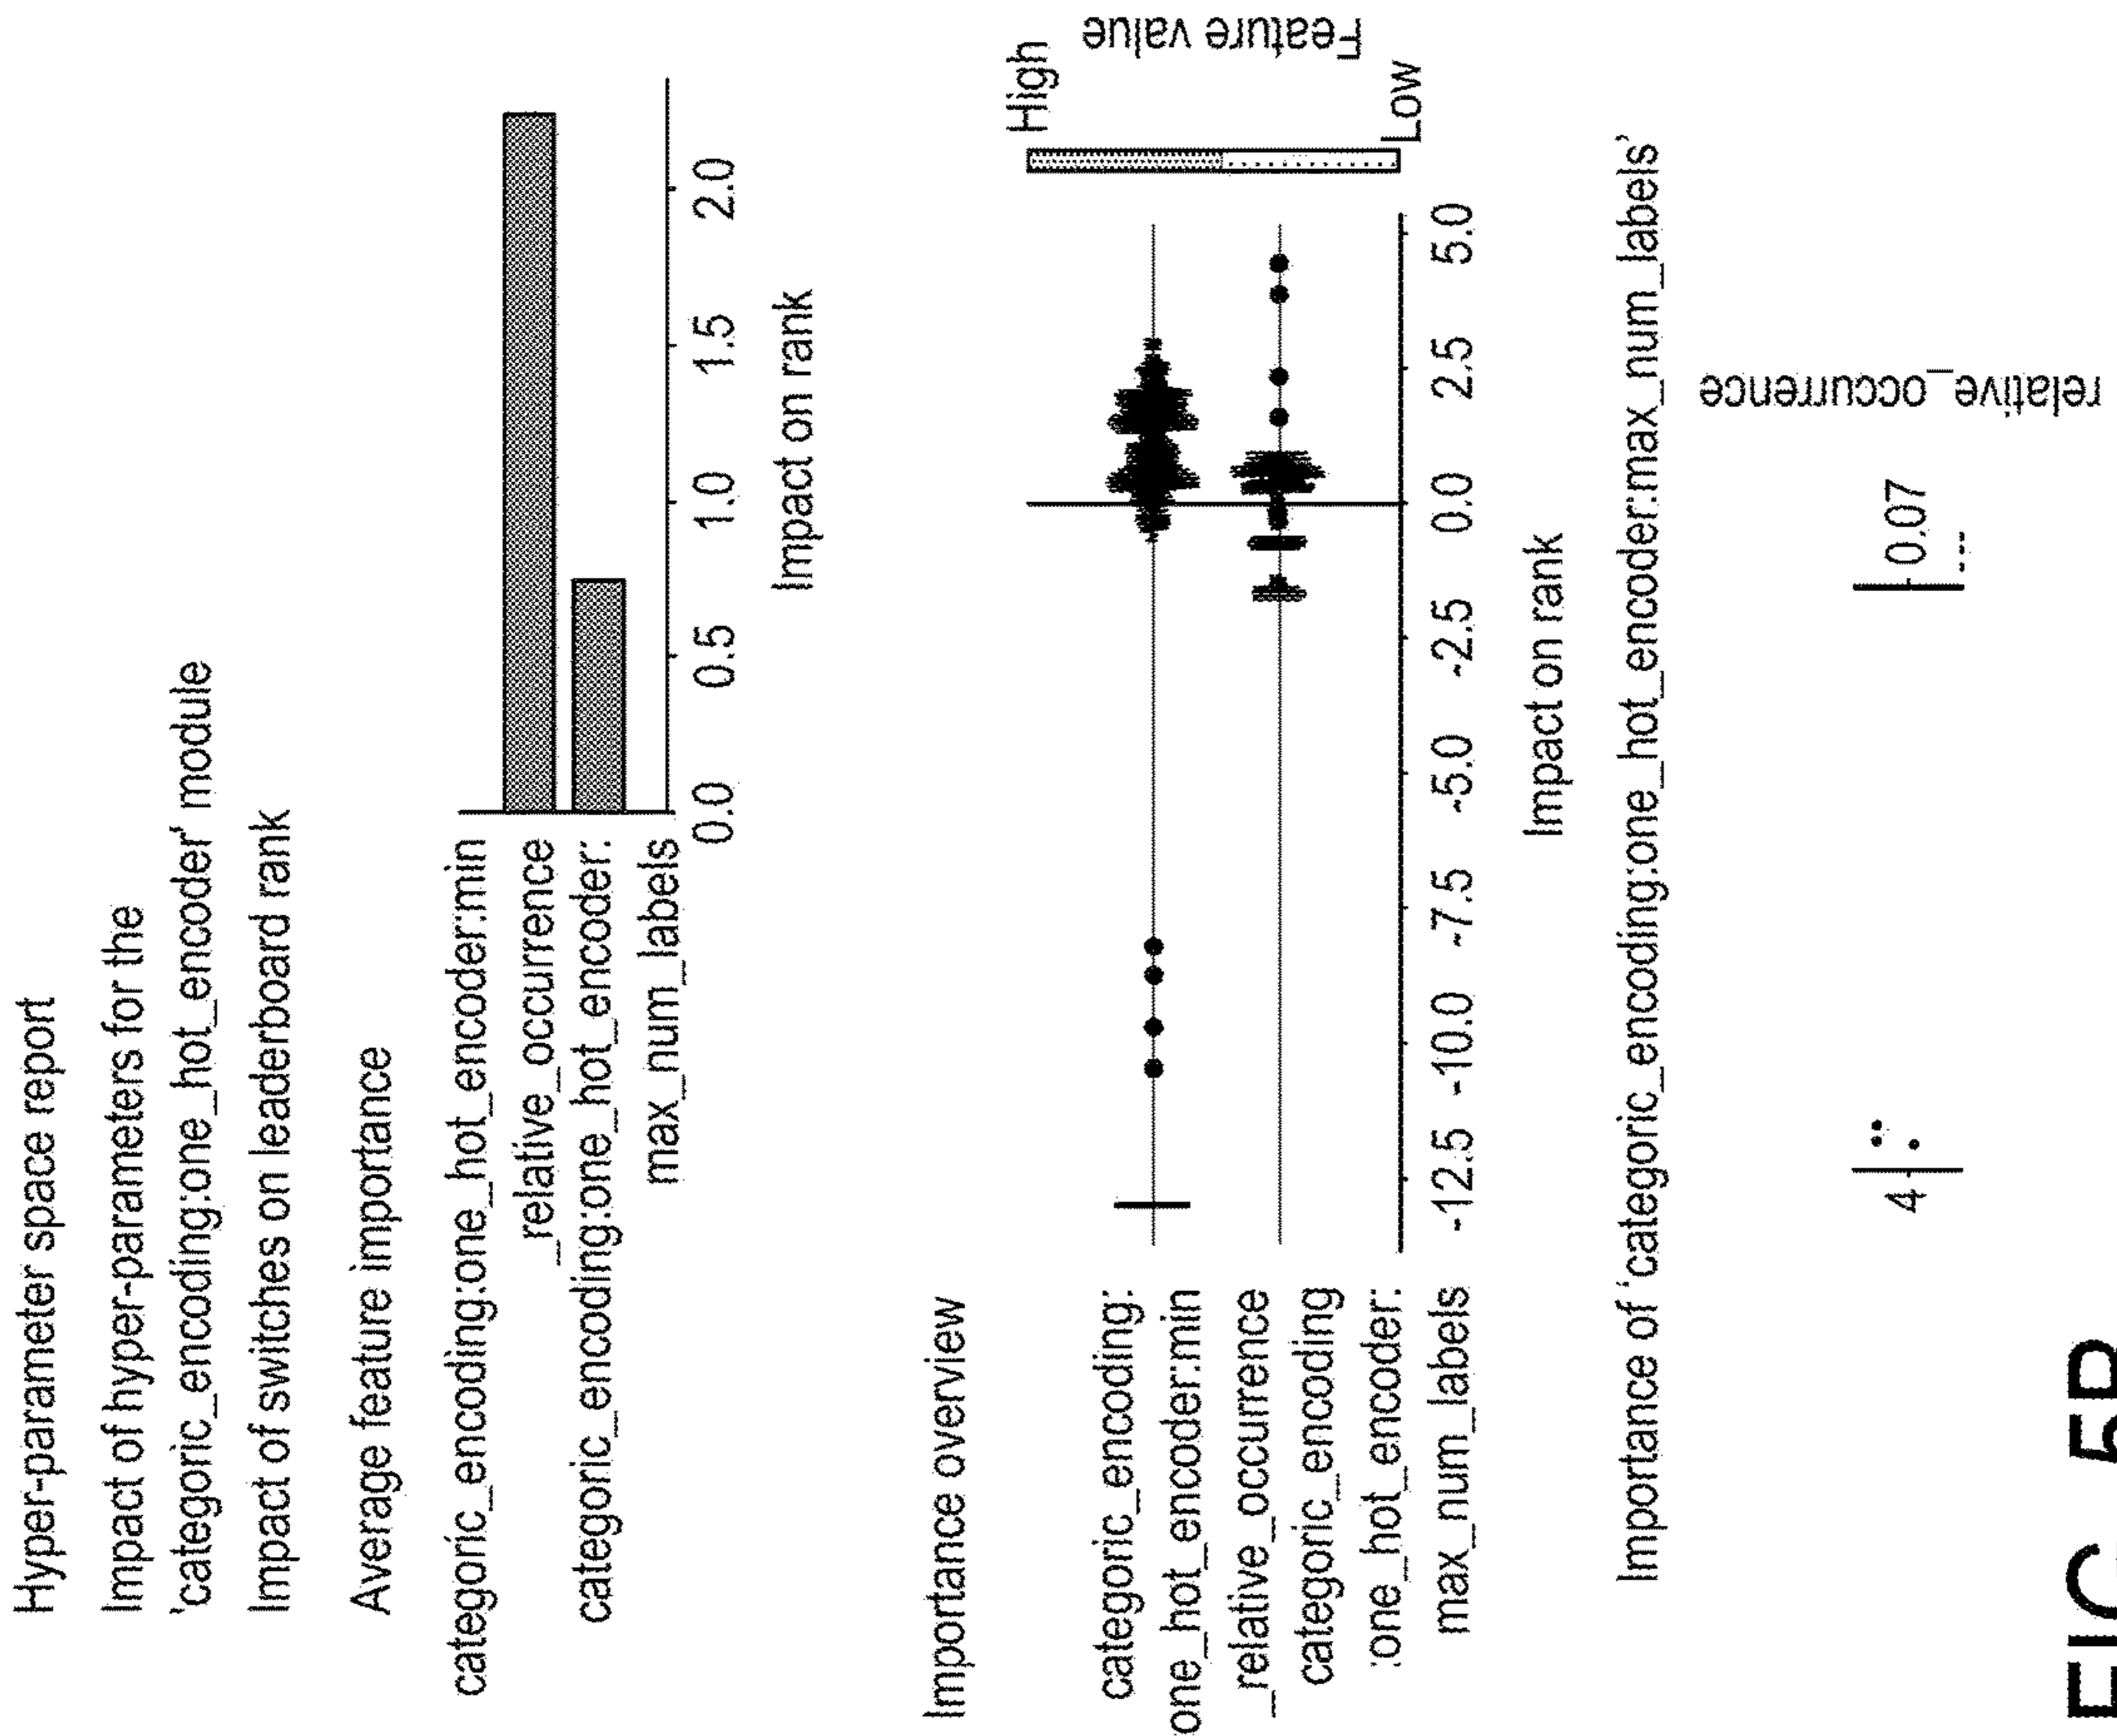 Hyper-parameter space report
Impact of hyper-parameters for the
'categoric_encoding:one_hot_encoder' module
Impact of switches on leaderboard rank
Average feature importance
categoric_encoding:one_hot_encoder:min
_relative_occurrence
categoric_encoding:one_hot_encoder:
max_num_labels
0.0 0.5 1.0 1.5 2.0
Impact on rank
Importance overview
High
categoric_encoding:
one_hot_encoder:min
_relative_occurrence
categoric_encoding
:one_hot_encoder:
max_num_labels
Feature value
Low
-12.5 -10.0 -7.5 -5.0 -2.5 0.0 2.5 5.0
Impact on rank
Importance of 'categoric_encoding:one_hot_encoder:max_num_labels'
4
0.07
relative_occurrence
FIG. 5B